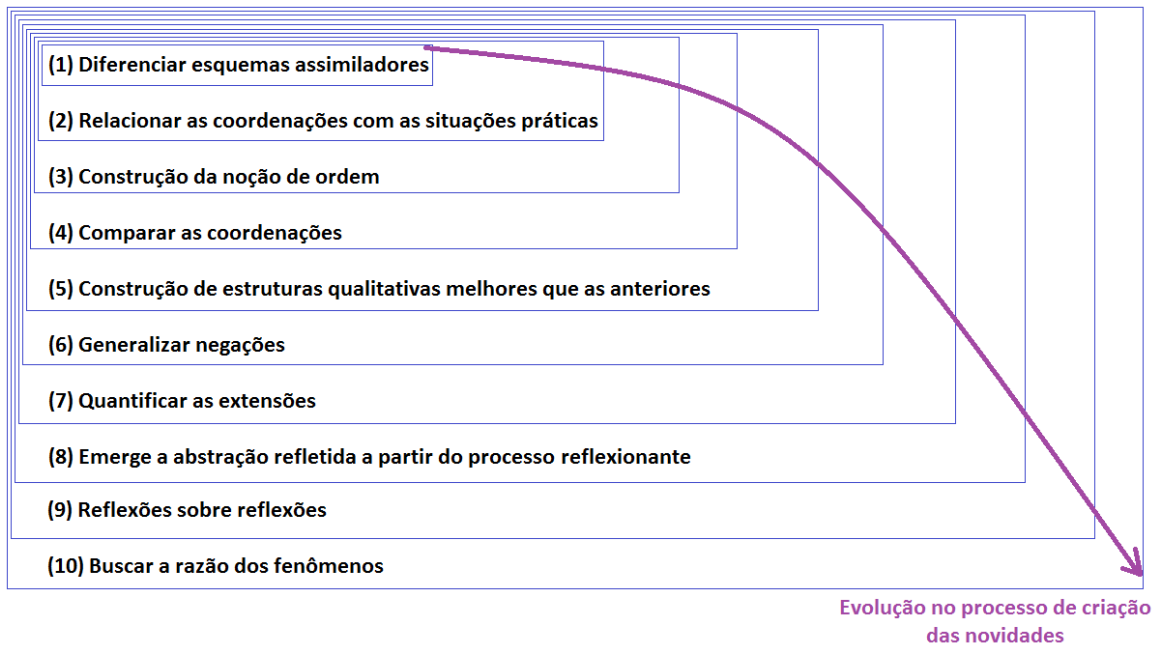 (1) Diferenciar esquemas assimiladores
(2) Relacionar as coordenações com as situações práticas
(3) Construção da noção de ordem
(4) Comparar as coordenações
(5) Construção de estruturas qualitativas melhores que as anteriores
(6) Generalizar negações
(7) Quantificar as extensões
(8) Emerge a abstração refletida a partir do processo reflexionante
(9) Reflexões sobre reflexões
(10) Buscar a razão dos fenômenos
Evolução no processo de criação
das novidades